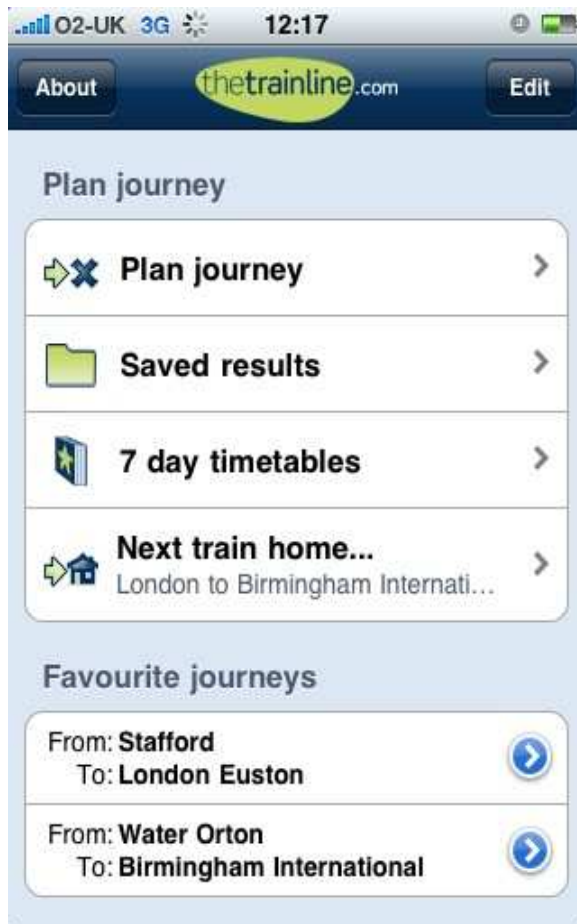 O2-UK 3G 12:17
About thetrainline.com Edit
Plan journey
Plan journey
Saved results
7 day timetables
Next train home...
London to Birmingham Internati...
Favourite journeys
From: Stafford
To: London Euston
From: Water Orton
To: Birmingham International